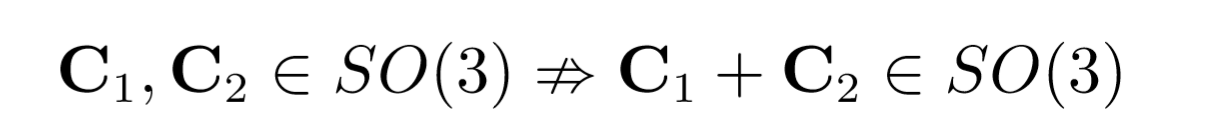 C₁, C₂ ∈ SO(3) ⇏ C₁ + C₂ ∈ SO(3)